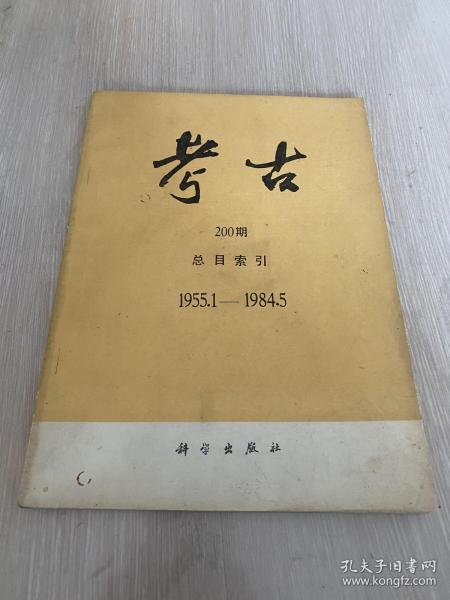 考古
200期
总目索引
1955.1—1984.5
科学出版社
孔夫子旧书网
www.kongfz.com